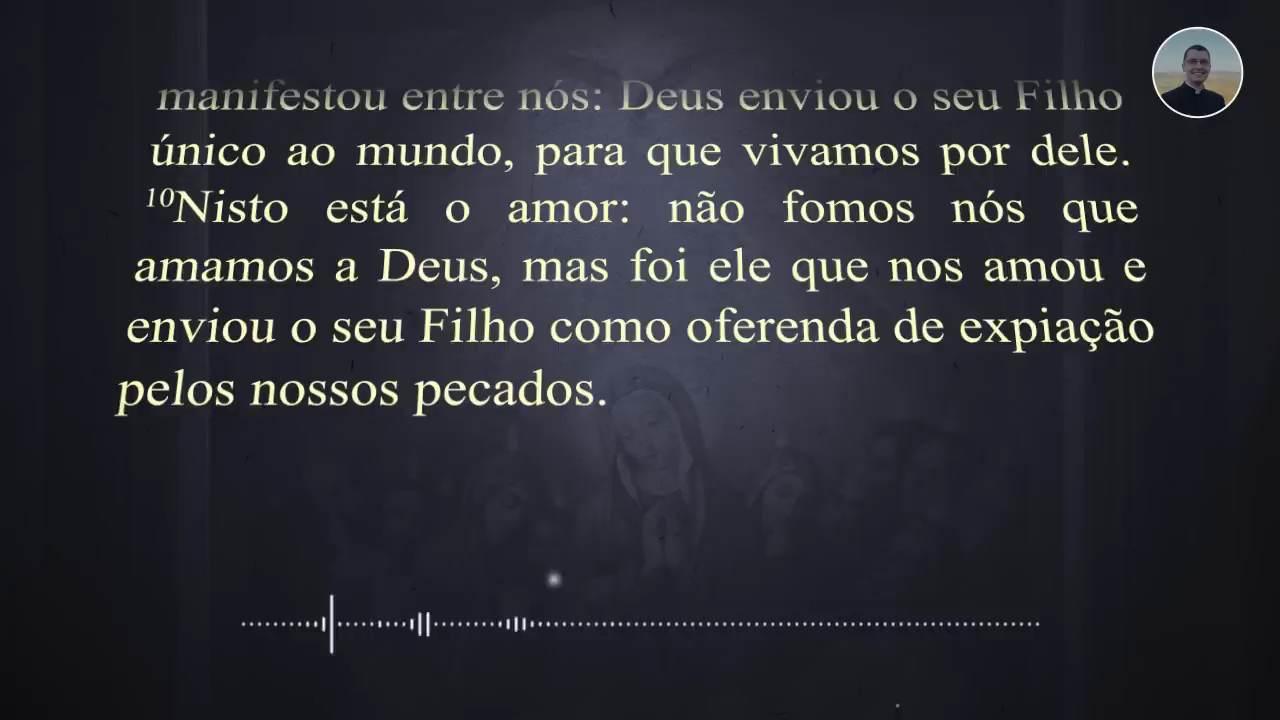 manifestou entre nós: Deus enviou o seu Filho
único ao mundo, para que vivamos por dele.
¹⁰Nisto está o amor: não fomos nós que
amamos a Deus, mas foi ele que nos amou e
enviou o seu Filho como oferenda de expiação
pelos nossos pecados.